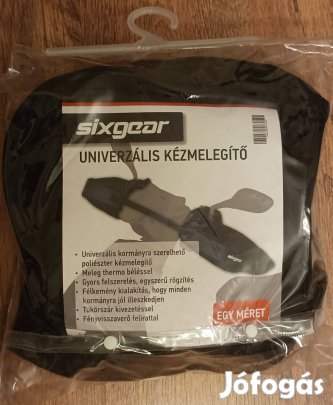 sixgear
UNIVERZÁLIS KÉZMELEGÍTŐ
sixgear
• Univerzális kormányra szerelhető
poliészter kézmelegítő
• Meleg thermo béléssel
• Gyors felszerelés, egyszerű rögzítés
• Félkemény kialakítás, hogy minden
kormányra jól illeszkedjen
• Tükörszár kivezetéssel
• Fényvisszaverő felirattal
EGY MÉRET
Jófogás